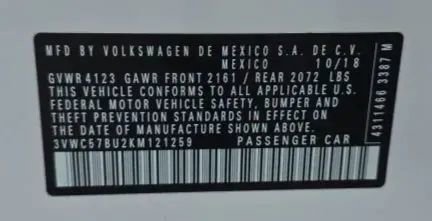 MFD BY VOLKSWAGEN DE MEXICO S.A. DE C.V.
MEXICO 10/18
GVWR 4123 GAWR FRONT 2161 / REAR 2072 LBS
THIS VEHICLE CONFORMS TO ALL APPLICABLE U.S.
FEDERAL MOTOR VEHICLE SAFETY, BUMPER AND
THEFT PREVENTION STANDARDS IN EFFECT ON
THE DATE OF MANUFACTURE SHOWN ABOVE
3VWC57BU2KM121259 PASSENGER CAR
4311466 3387 M